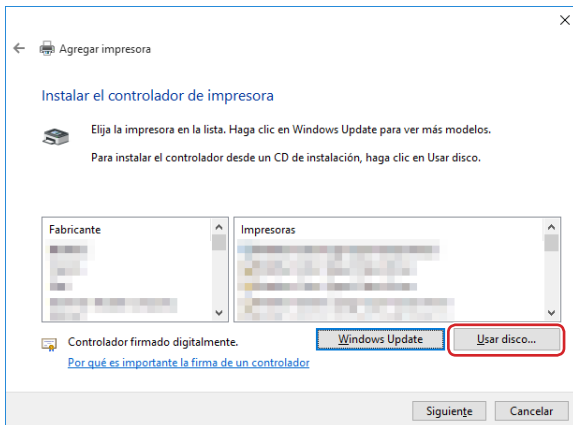 Agregar impresora
Instalar el controlador de impresora
Elija la impresora en la lista. Haga clic en Windows Update para ver más modelos.
Para instalar el controlador desde un CD de instalación, haga clic en Usar disco.
Fabricante
Impresoras
Controlador firmado digitalmente.
Windows Update
Usar disco...
Por qué es importante la firma de un controlador
Siguiente
Cancelar